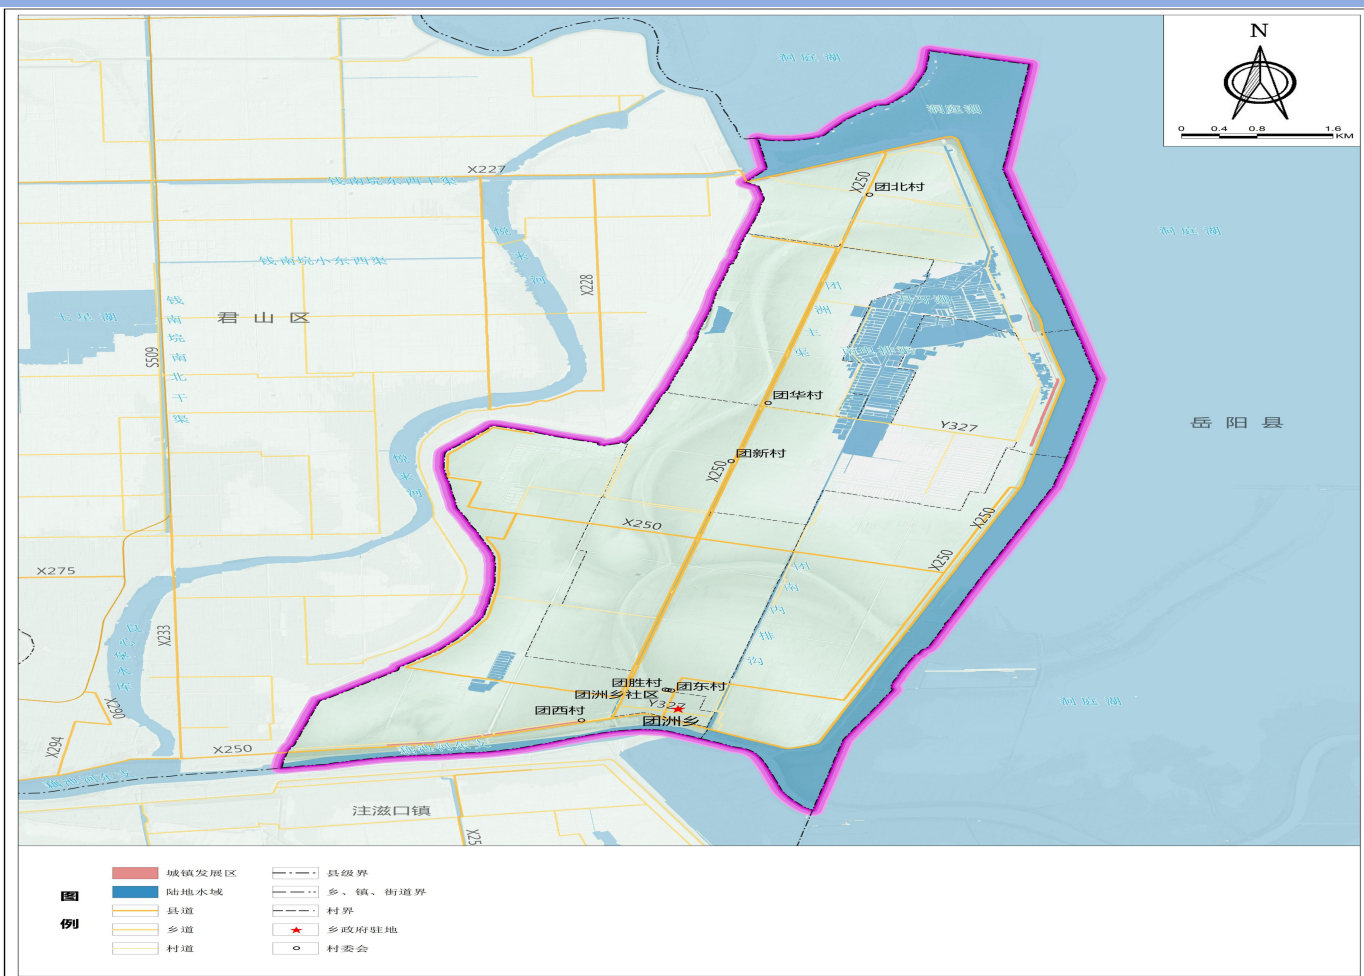 N
0 0.4 0.8 1.6
KM
洞庭湖
洞庭湖
X227
钱南垸东西干渠
X250
团北村
洞庭湖
钱南垸小东西渠
X228
钱南垸南北干渠
君山区
S509
团洲主渠
团华村
Y327
岳阳县
团新村
X250
X250
X250
X250
团南内排沟
X275
X233
团胜村
团东村
团洲乡社区
Y327
团西村
团洲乡
洞庭湖
X290
X294
X250
注滋口镇
X25
图例
城镇发展区
县级界
陆地水域
乡、镇、街道界
县道
村界
乡道
乡政府驻地
村道
村委会